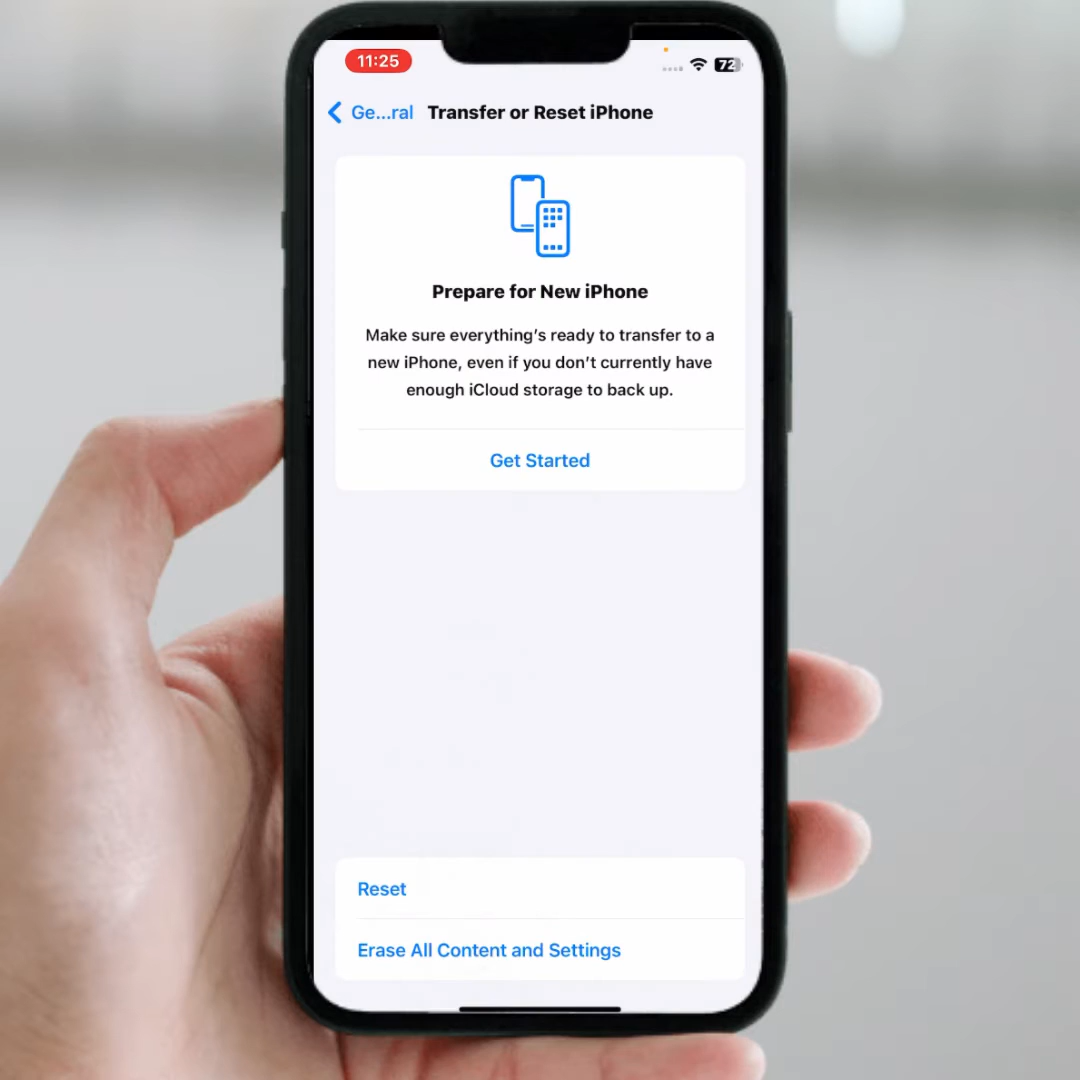 11:25
72
Ge...ral Transfer or Reset iPhone
Prepare for New iPhone
Make sure everything’s ready to transfer to a
new iPhone, even if you don’t currently have
enough iCloud storage to back up.
Get Started
Reset
Erase All Content and Settings